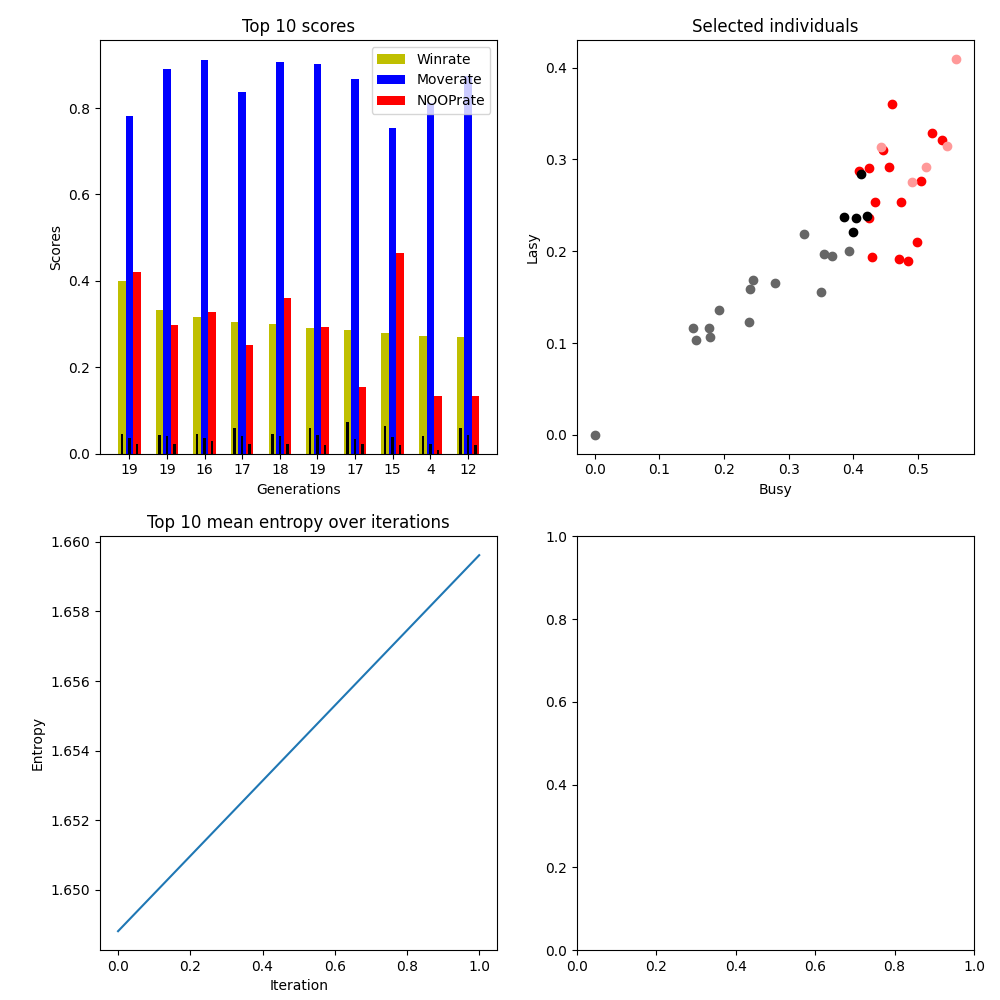 Top 10 scores
Winrate
Moverate
NOOPrate
0.8
0.6
0.4
0.2
0.0
Scores
19 19 16 17 18 19 17 15 4 12
Generations
Selected individuals
0.4
0.3
0.2
0.1
0.0
Lasy
0.0 0.1 0.2 0.3 0.4 0.5
Busy
Top 10 mean entropy over iterations
1.660
1.658
1.656
1.654
1.652
1.650
Entropy
0.0 0.2 0.4 0.6 0.8 1.0
Iteration
1.0
0.8
0.6
0.4
0.2
0.0
0.0 0.2 0.4 0.6 0.8 1.0